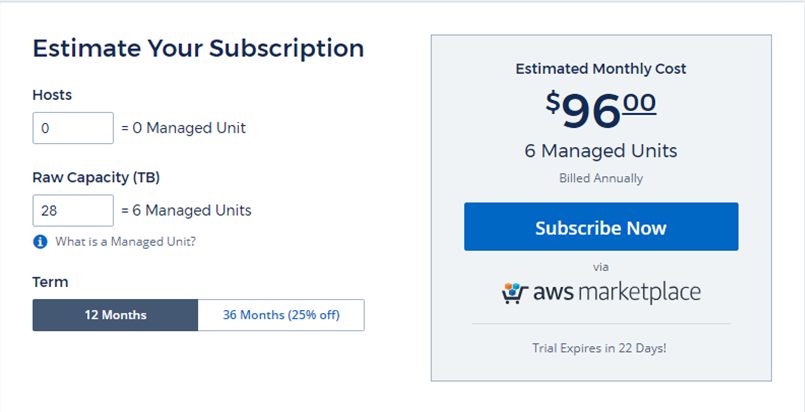 Estimate Your Subscription
Hosts
0 = 0 Managed Unit
Raw Capacity (TB)
28 = 6 Managed Units
i What is a Managed Unit?
Term
12 Months 36 Months (25% off)
Estimated Monthly Cost
$9600
6 Managed Units
Billed Annually
Subscribe Now
via
aws marketplace
Trial Expires in 22 Days!